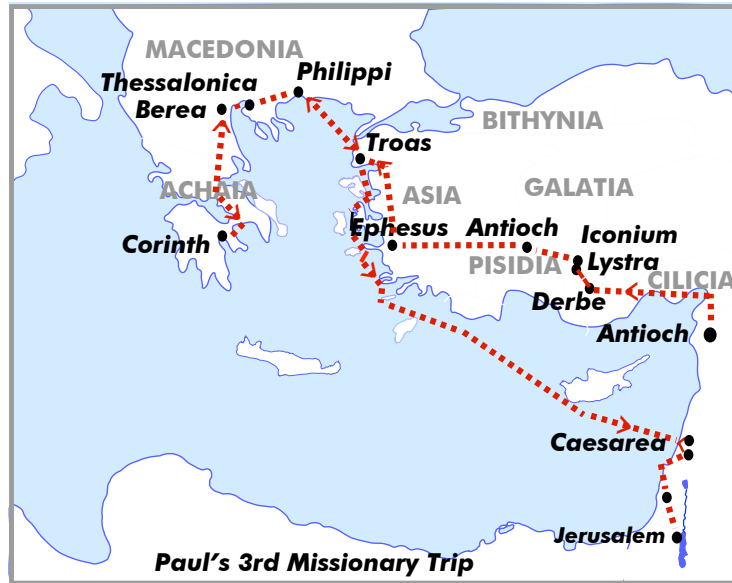 MACEDONIA
Thessalonica
Philippi
Berea
BITHYNIA
Troas
ACHAIA
ASIA
GALATIA
Corinth
Ephesus
Antioch
Iconium
PISIDIA
Lystra
CILICIA
Derbe
Antioch
Caesarea
Jerusalem
Paul's 3rd Missionary Trip